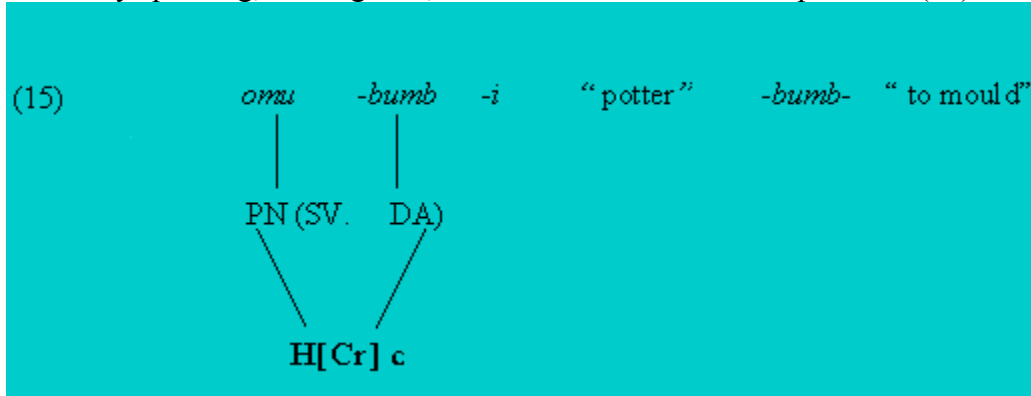 (15) omu -bumb -i “potter” -bumb- “to mould”
PN (SV. DA)
H[Cr] c